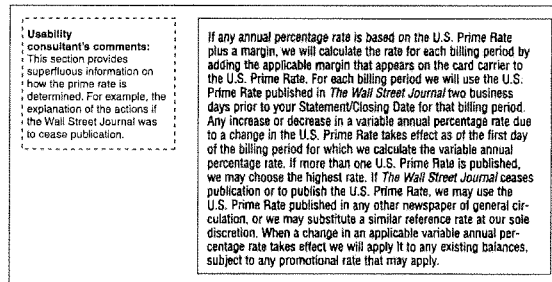 Usability
consultant's comments:
This section provides
superfluous information on
how the prime rate is
determined. For example, the
explanation of the actions if
the Wall Street Journal was
to cease publication.
If any annual percentage rate is based on the U.S. Prime Rate
plus a margin, we will calculate the rate for each billing period by
adding the applicable margin that appears on the card carrier to
the U.S. Prime Rate. For each billing period we will use the U.S.
Prime Rate published in The Wall Street Journal two business
days prior to your Statement/Closing Date for that billing period.
Any increase or decrease in a variable annual percentage rate due
to a change in the U.S. Prime Rate takes effect as of the first day
of the billing period for which we calculate the variable annual
percentage rate. If more than one U.S. Prime Rate is published,
we may choose the highest rate. If The Wall Street Journal ceases
publication or to publish the U.S. Prime Rate, we may use the
U.S. Prime Rate published in any other newspaper of general cir-
culation, or we may substitute a similar reference rate at our sole
discretion. When a change in an applicable variable annual per-
centage rate takes effect we will apply it to any existing balances,
subject to any promotional rate that may apply.